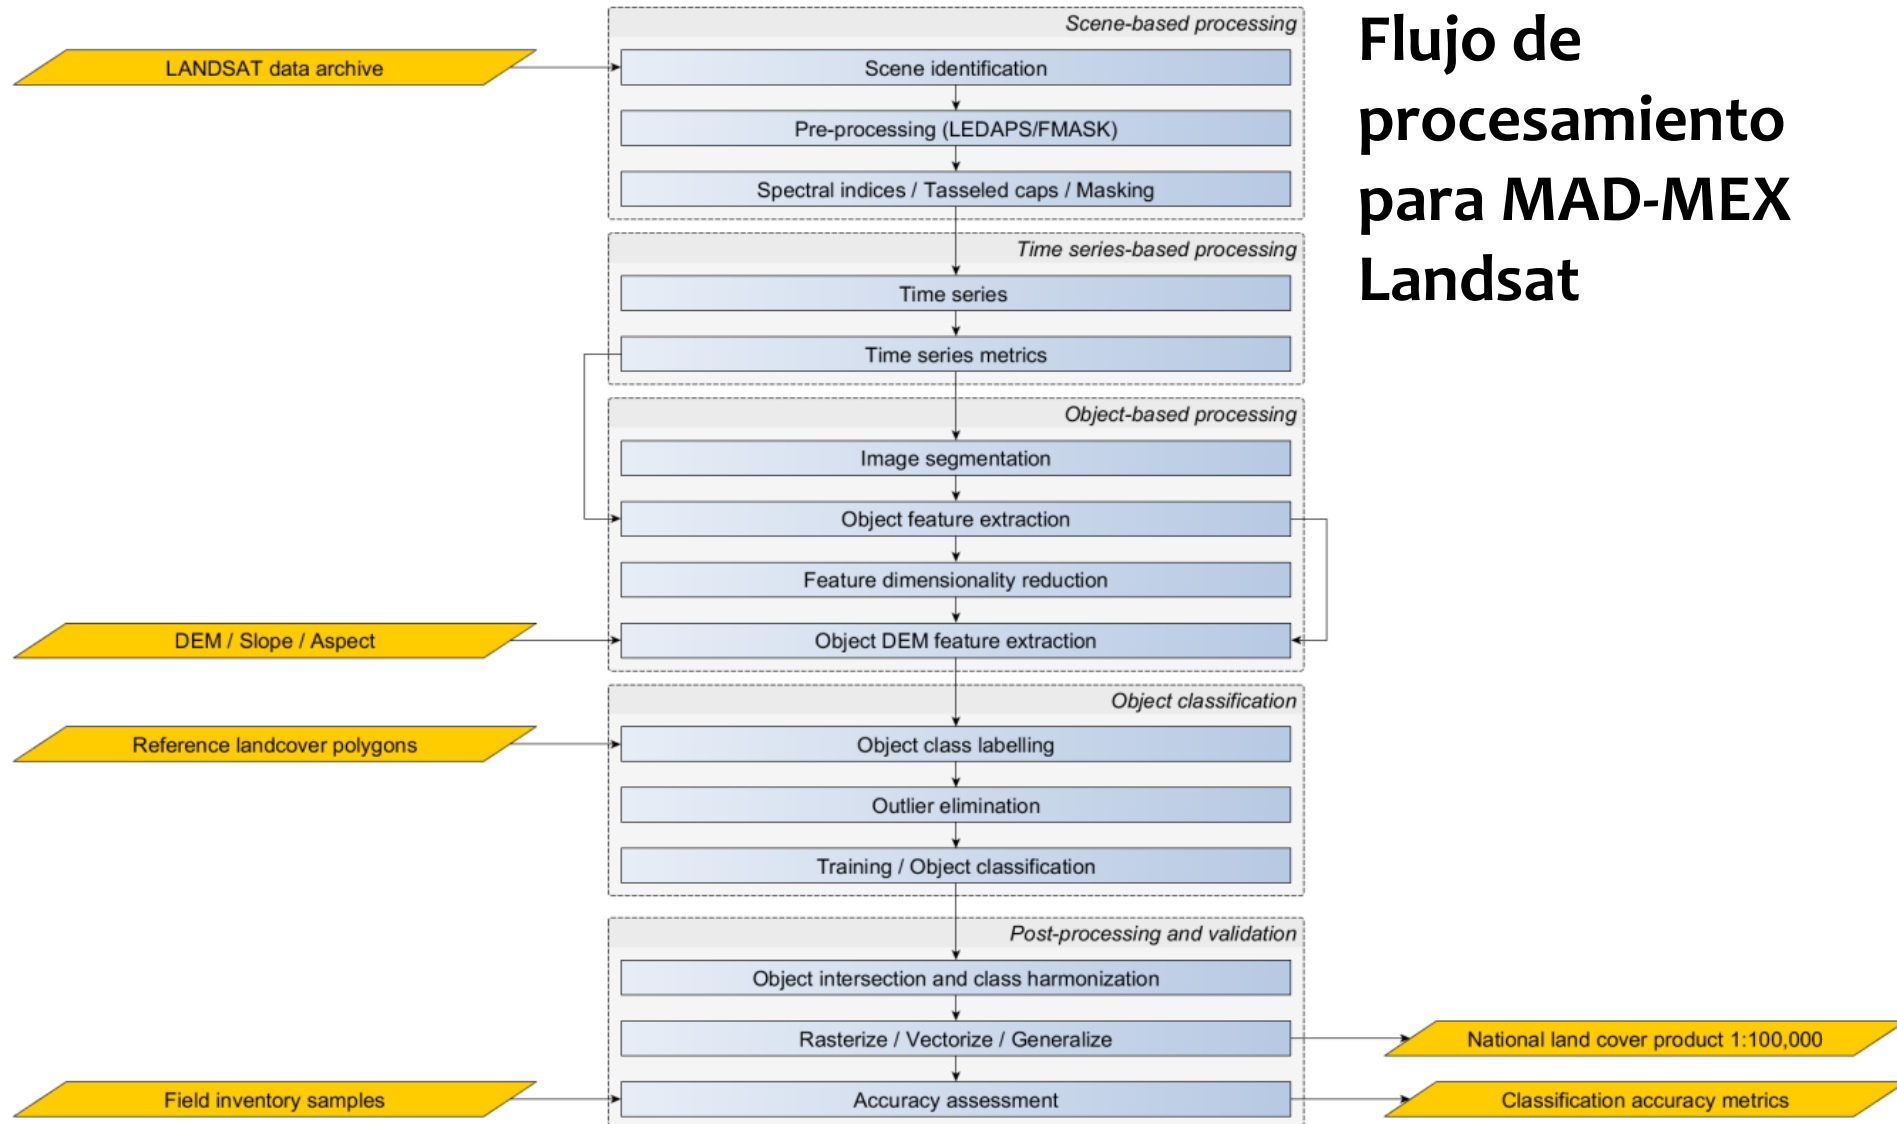 Flujo de
procesamiento
para MAD-MEX
Landsat
Scene-based processing
LANDSAT data archive
Scene identification
Pre-processing (LEDAPS/FMASK)
Spectral indices / Tasseled caps / Masking
Time series-based processing
Time series
Time series metrics
Object-based processing
Image segmentation
Object feature extraction
Feature dimensionality reduction
DEM / Slope / Aspect
Object DEM feature extraction
Object classification
Reference landcover polygons
Object class labelling
Outlier elimination
Training / Object classification
Post-processing and validation
Object intersection and class harmonization
Rasterize / Vectorize / Generalize
National land cover product 1:100,000
Field inventory samples
Accuracy assessment
Classification accuracy metrics